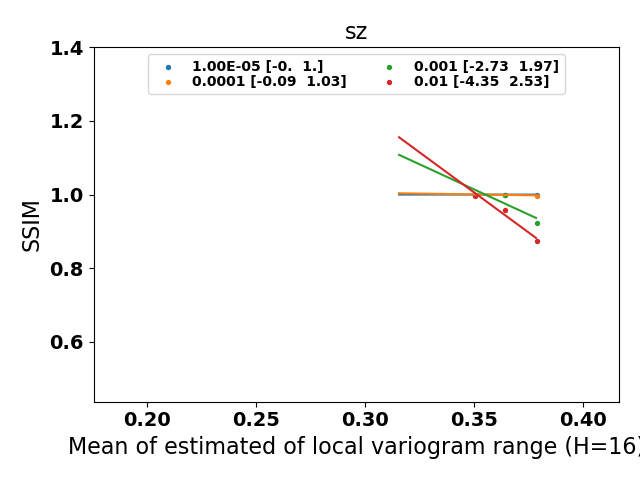 sz
1.00E-05 [-0.  1.]
0.0001 [-0.09  1.03]
0.001 [-2.73  1.97]
0.01 [-4.35  2.53]
SSIM
1.4
1.2
1.0
0.8
0.6
0.20 0.25 0.30 0.35 0.40
Mean of estimated of local variogram range (H=16)